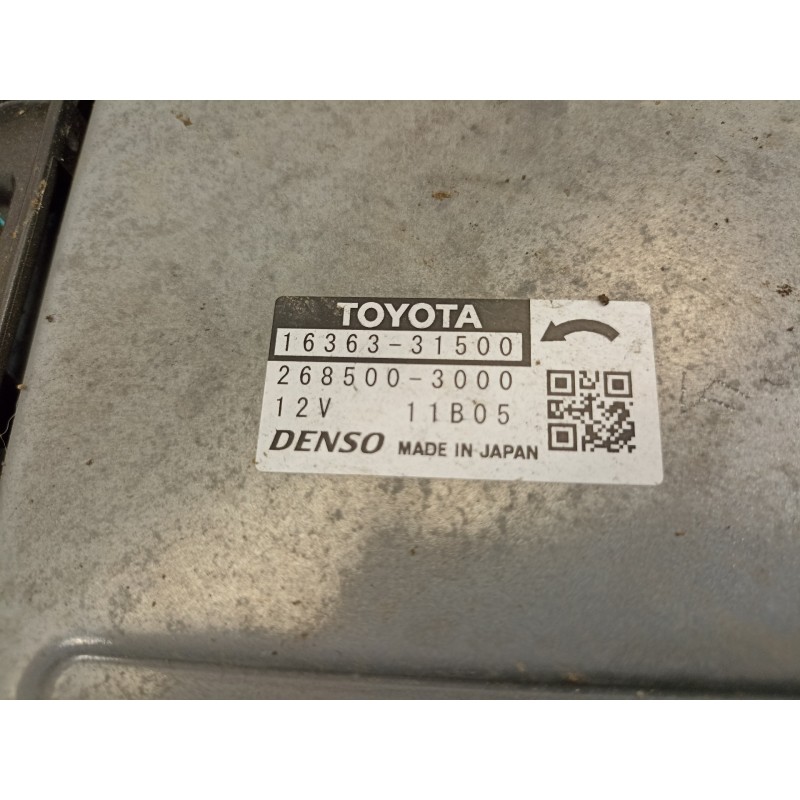 TOYOTA
16363-31500
268500-3000
12V 11B05
DENSO MADE IN JAPAN